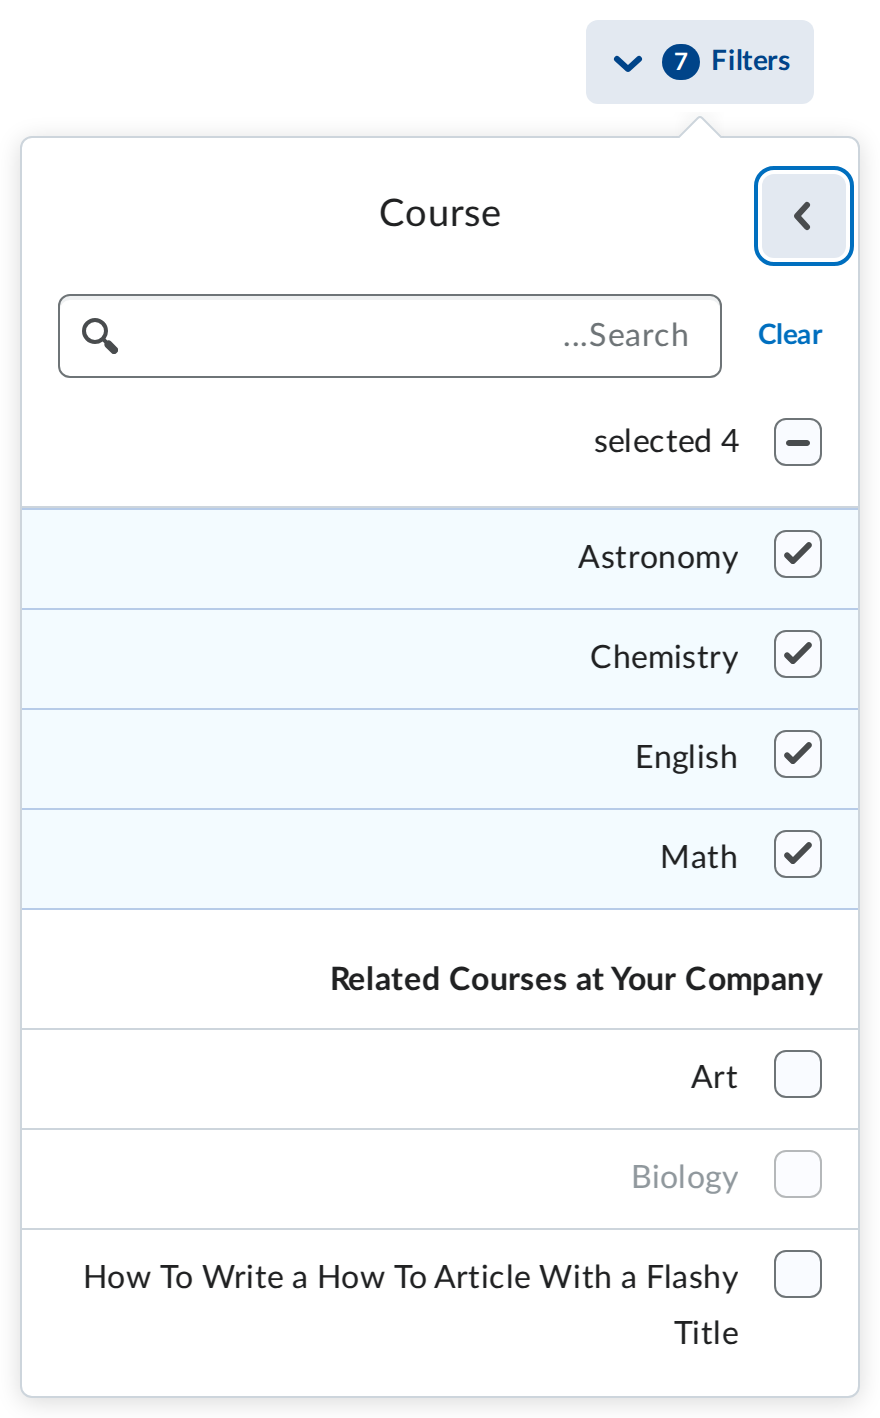 7 Filters
Course
...Search
Clear
selected 4
Astronomy
Chemistry
English
Math
Related Courses at Your Company
Art
Biology
How To Write a How To Article With a Flashy
Title